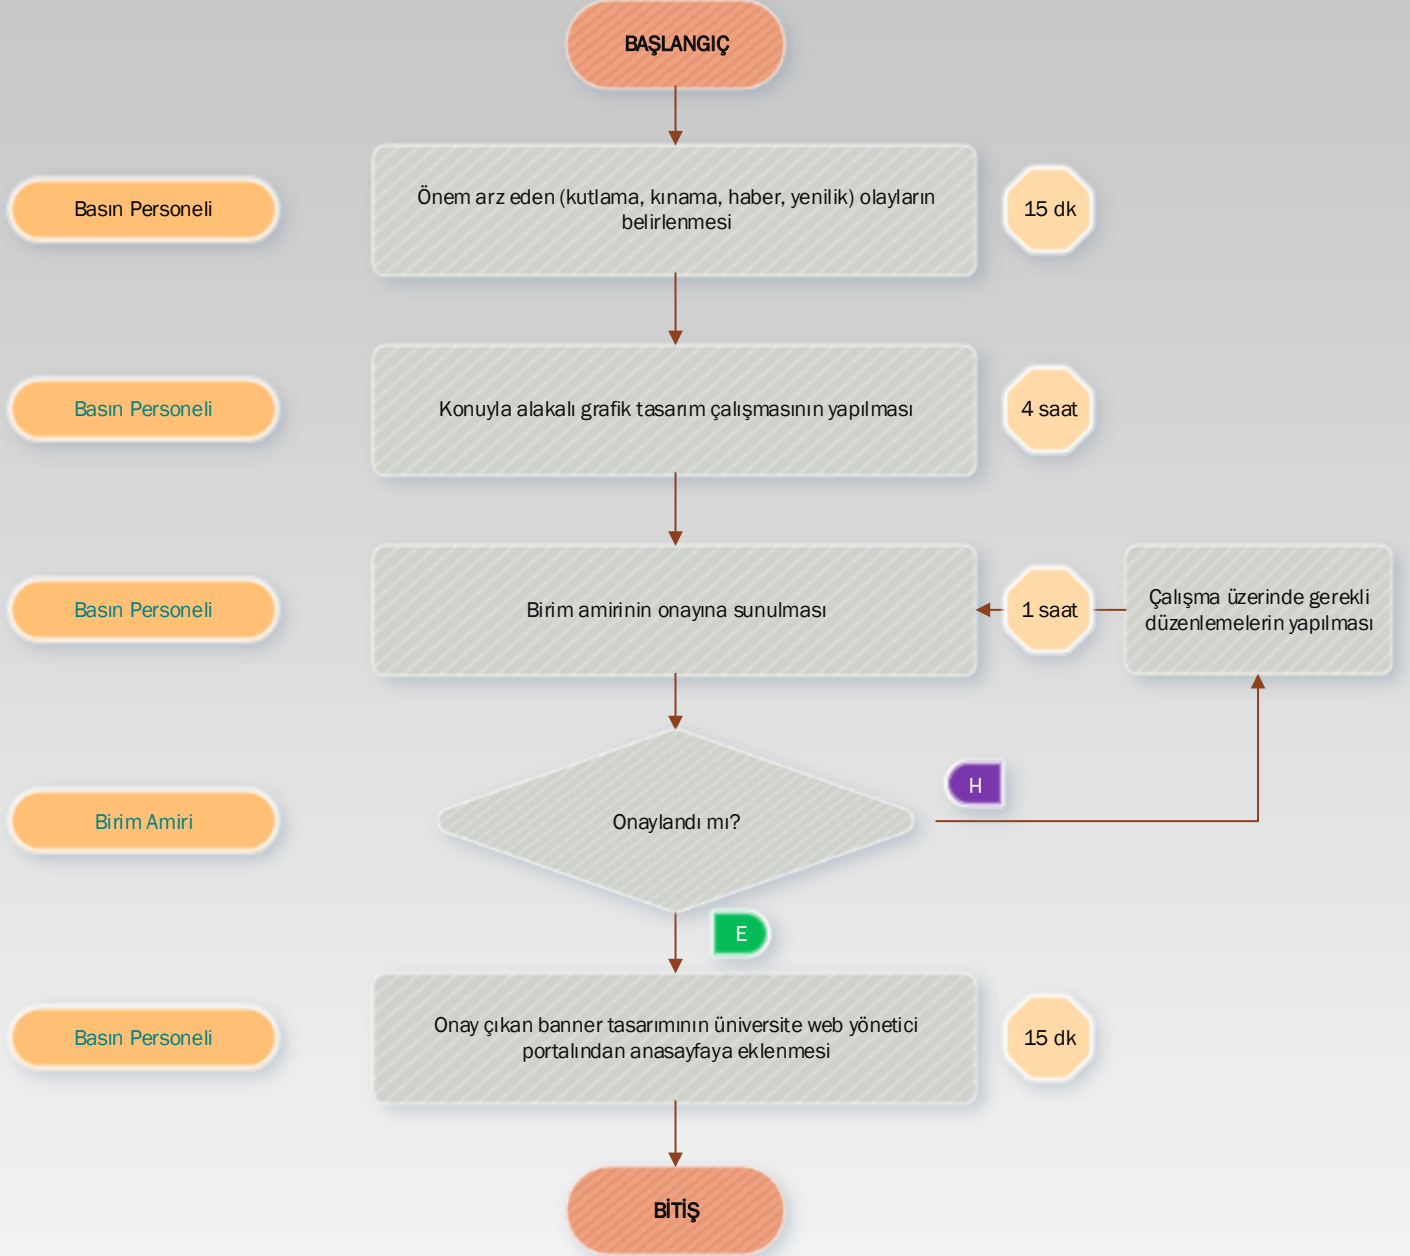 BAŞLANGIÇ
Basın Personeli
Önem arz eden (kutlama, kınama, haber, yenilik) olayların
belirlenmesi
15 dk
Basın Personeli
Konuyla alakalı grafik tasarım çalışmasının yapılması
4 saat
Basın Personeli
Birim amirinin onayına sunulması
1 saat
Çalışma üzerinde gerekli
düzenlemelerin yapılması
Birim Amiri
Onaylandı mı?
H
E
Basın Personeli
Onay çıkan banner tasarımının üniversite web yönetici
portalından anasayfaya eklenmesi
15 dk
BİTİŞ